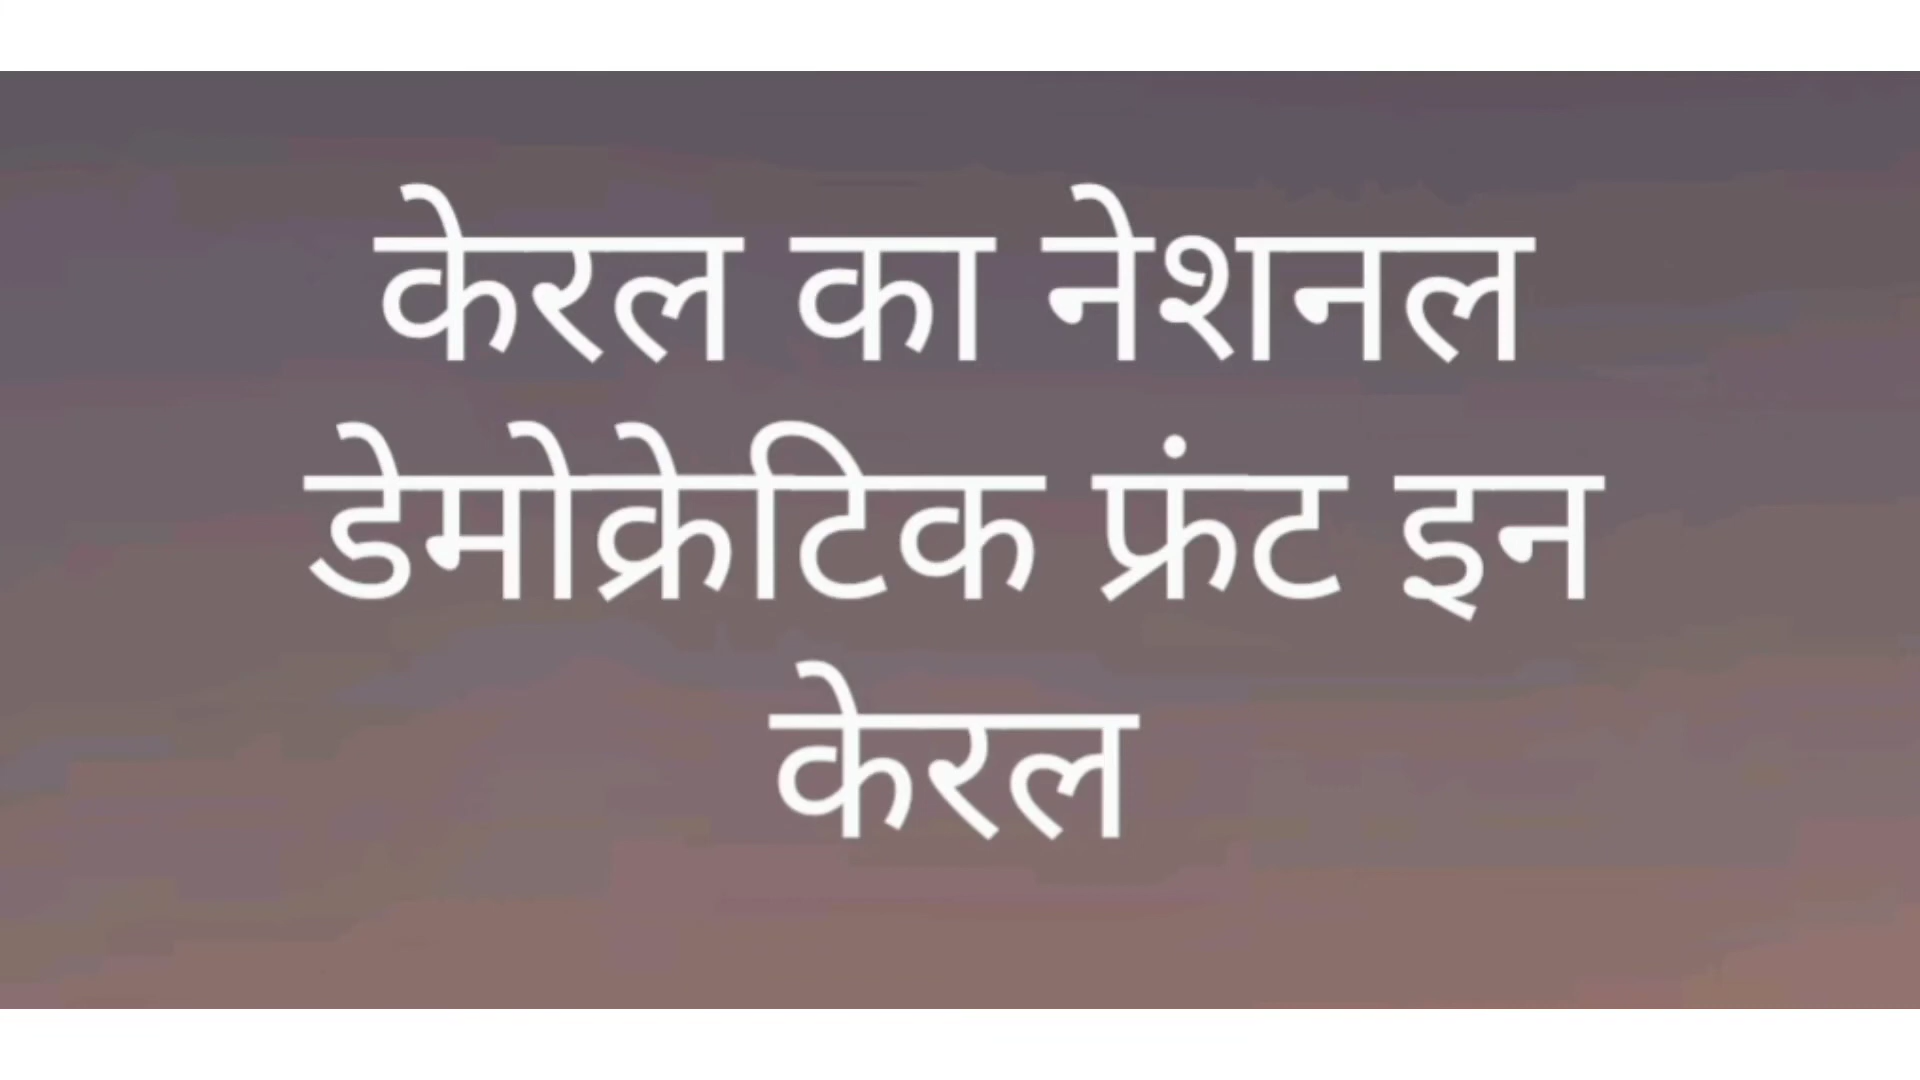 केरल का नेशनल
डेमोक्रेटिक फ्रंट इन
केरल